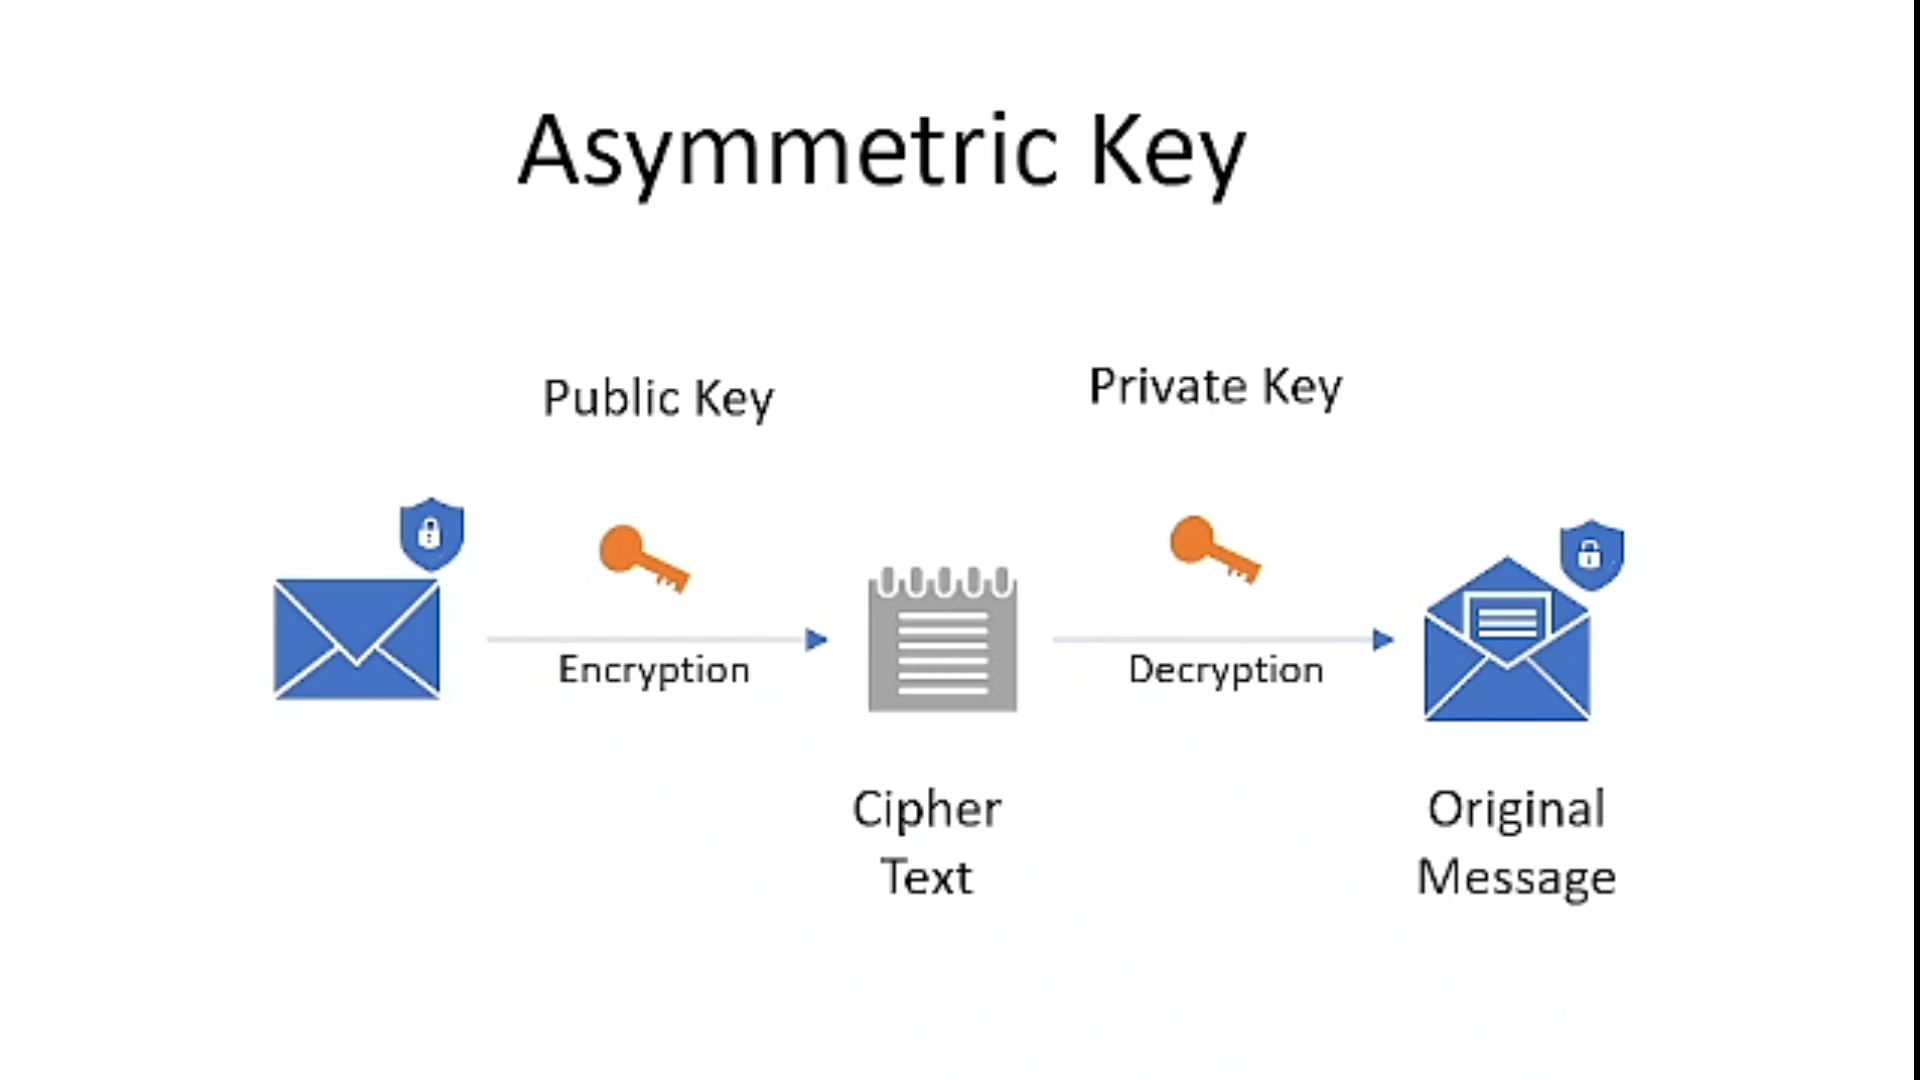 Asymmetric Key
Public Key
Private Key
Encryption
Decryption
Cipher
Text
Original
Message